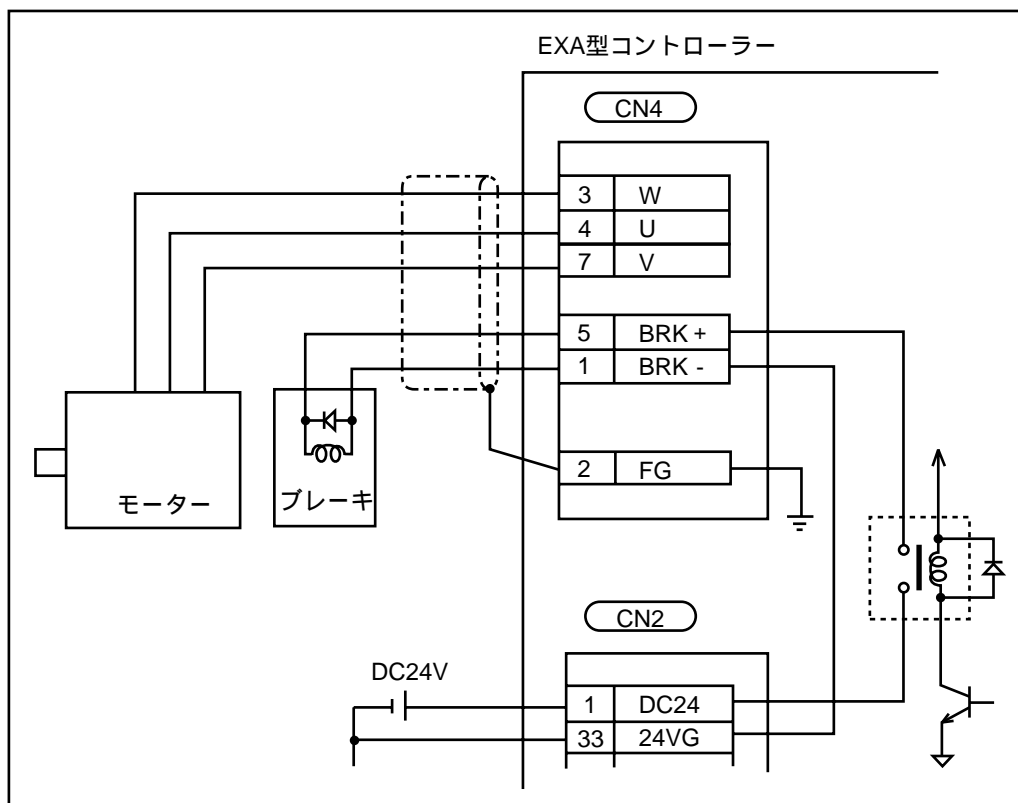 EXA型コントローラー
CN4
3 W
4 U
7 V
5 BRK +
1 BRK -
2 FG
モーター
ブレーキ
CN2
DC24V
1 DC24
33 24VG